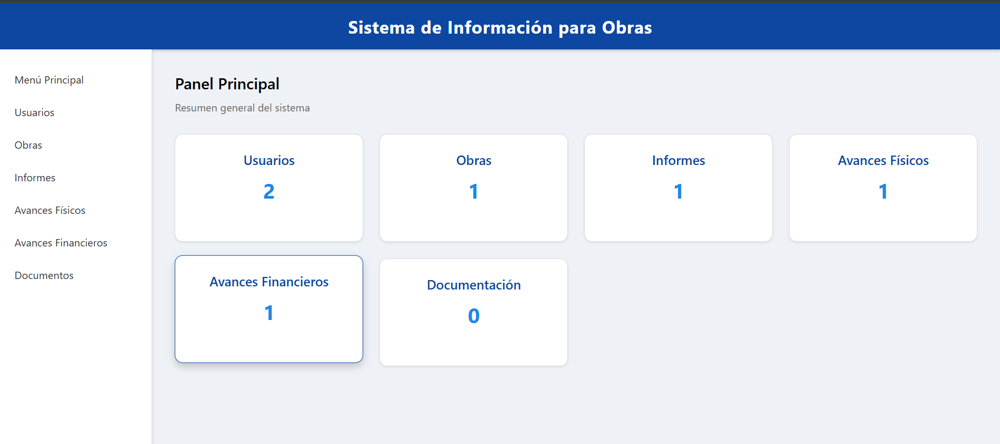 Sistema de Información para Obras
Menú Principal
Usuarios
Obras
Informes
Avances Físicos
Avances Financieros
Documentos
Panel Principal
Resumen general del sistema
Usuarios
2
Obras
1
Informes
1
Avances Físicos
1
Avances Financieros
1
Documentación
0